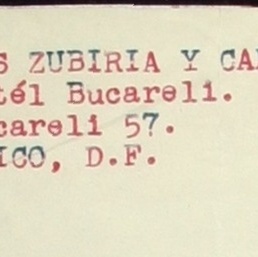 S ZUBIRIA Y CA
tél Bucareli.
careli 57.
ICO, D.F.